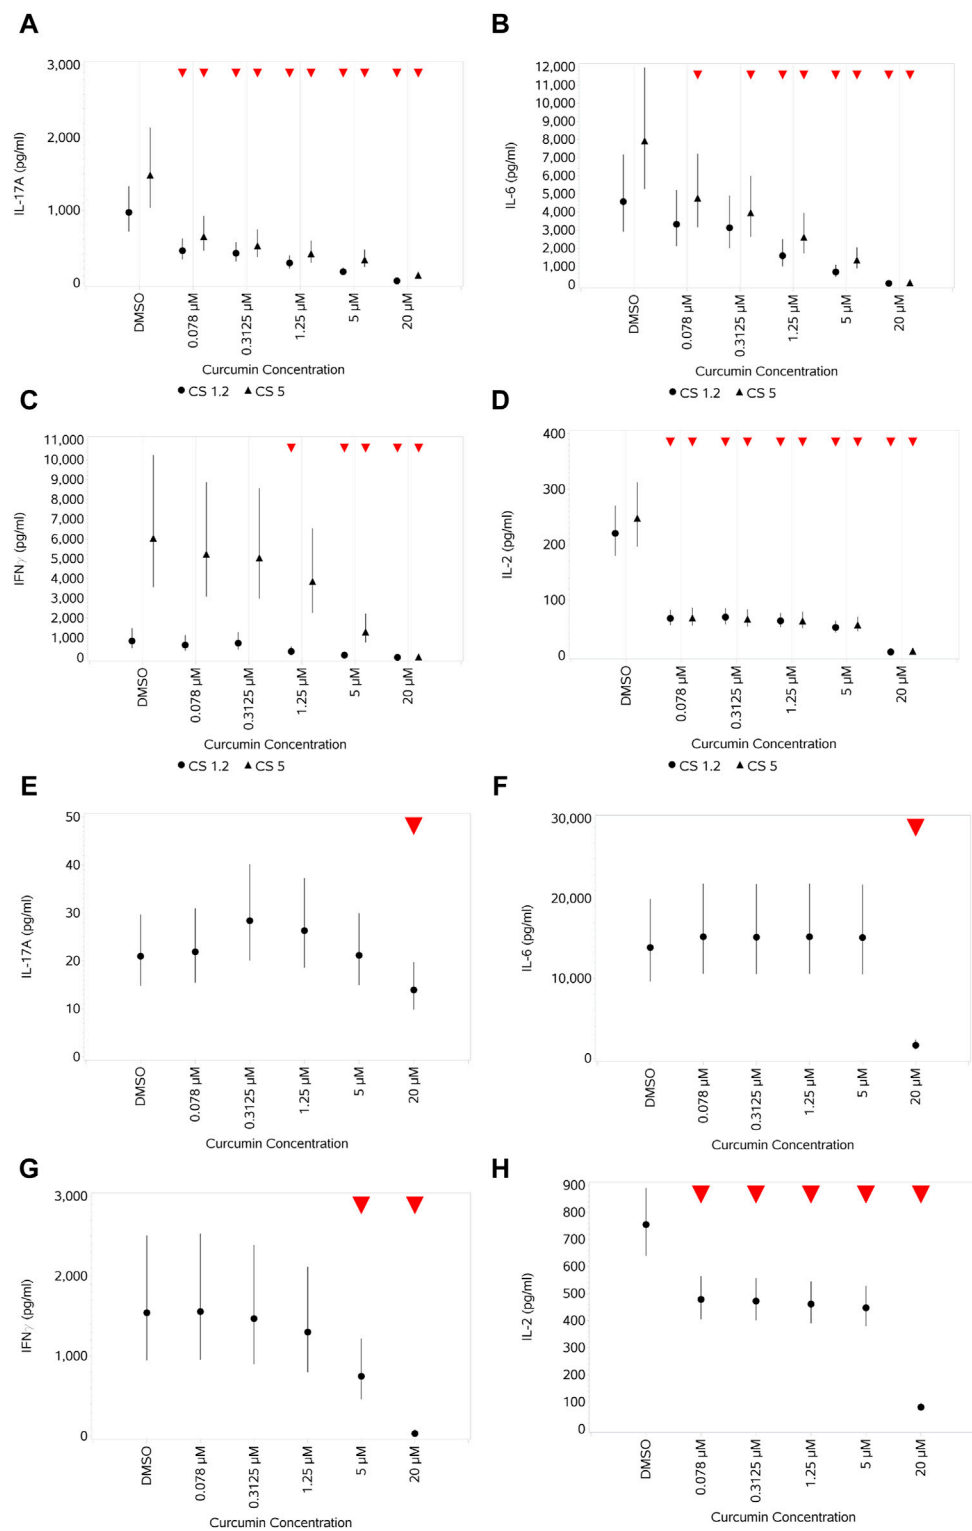 A
IL-17A (pg/ml)
3,000
2,000
1,000
0
DMSO
0.078 µM
0.3125 µM
1.25 µM
5 µM
20 µM
Curcumin Concentration
● CS 1.2 ▲ CS 5
B
IL-6 (pg/ml)
12,000
11,000
10,000
9,000
8,000
7,000
6,000
5,000
4,000
3,000
2,000
1,000
0
DMSO
0.078 µM
0.3125 µM
1.25 µM
5 µM
20 µM
Curcumin Concentration
● CS 1.2 ▲ CS 5
C
IFNγ (pg/ml)
11,000
10,000
9,000
8,000
7,000
6,000
5,000
4,000
3,000
2,000
1,000
0
DMSO
0.078 µM
0.3125 µM
1.25 µM
5 µM
20 µM
Curcumin Concentration
● CS 1.2 ▲ CS 5
D
IL-2 (pg/ml)
400
300
200
100
0
DMSO
0.078 µM
0.3125 µM
1.25 µM
5 µM
20 µM
Curcumin Concentration
● CS 1.2 ▲ CS 5
E
IL-17A (pg/ml)
50
40
30
20
10
0
DMSO
0.078 µM
0.3125 µM
1.25 µM
5 µM
20 µM
Curcumin Concentration
F
IL-6 (pg/ml)
30,000
20,000
10,000
0
DMSO
0.078 µM
0.3125 µM
1.25 µM
5 µM
20 µM
Curcumin Concentration
G
IFNγ (pg/ml)
3,000
2,000
1,000
0
DMSO
0.078 µM
0.3125 µM
1.25 µM
5 µM
20 µM
Curcumin Concentration
H
IL-2 (pg/ml)
900
800
700
600
500
400
300
200
100
0
DMSO
0.078 µM
0.3125 µM
1.25 µM
5 µM
20 µM
Curcumin Concentration